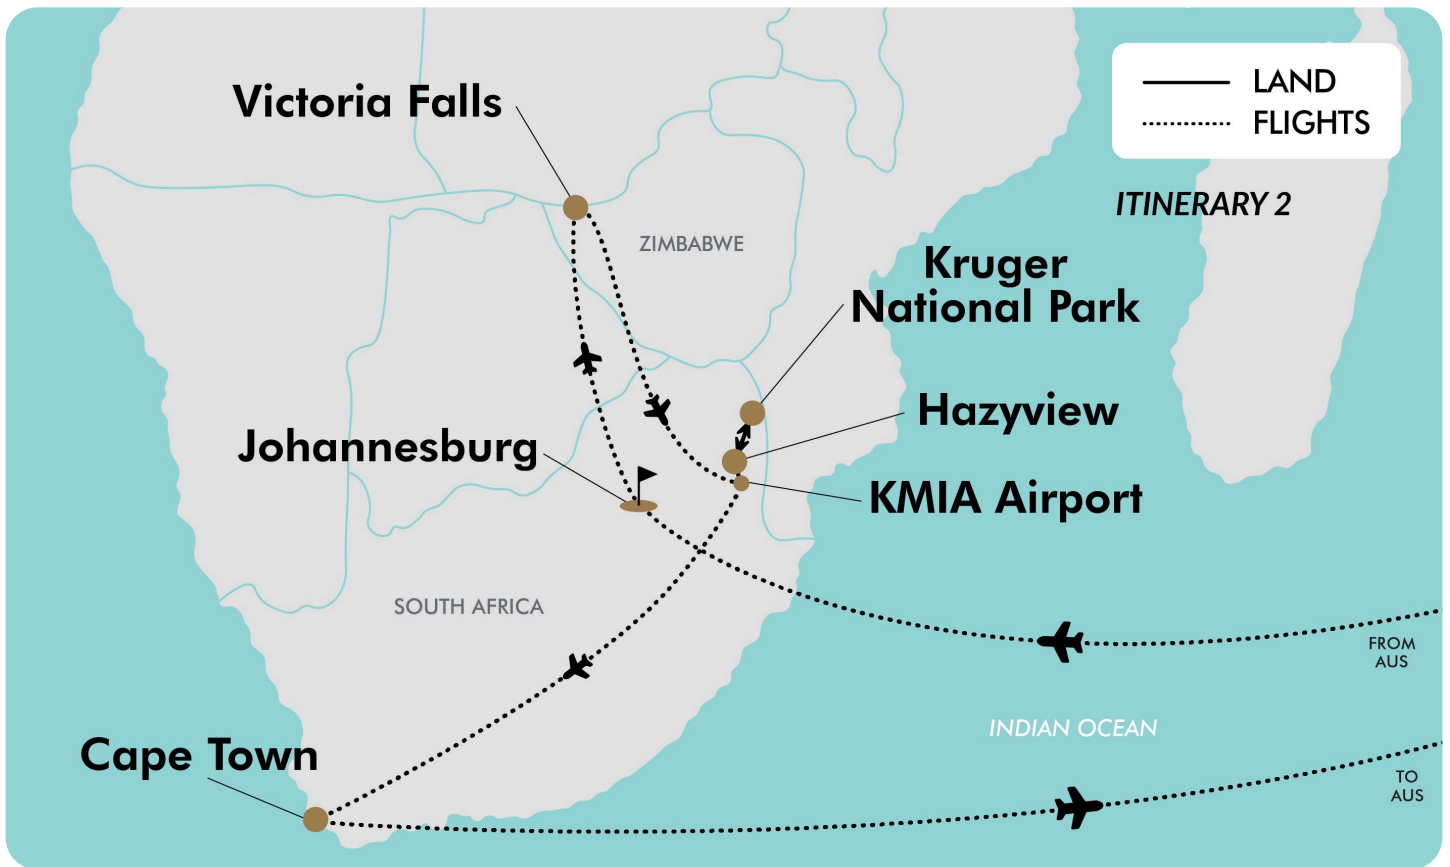 Victoria Falls
LAND
FLIGHTS
ITINERARY 2
ZIMBABWE
Kruger
National Park
Hazyview
Johannesburg
KMIA Airport
SOUTH AFRICA
FROM
AUS
INDIAN OCEAN
Cape Town
TO
AUS